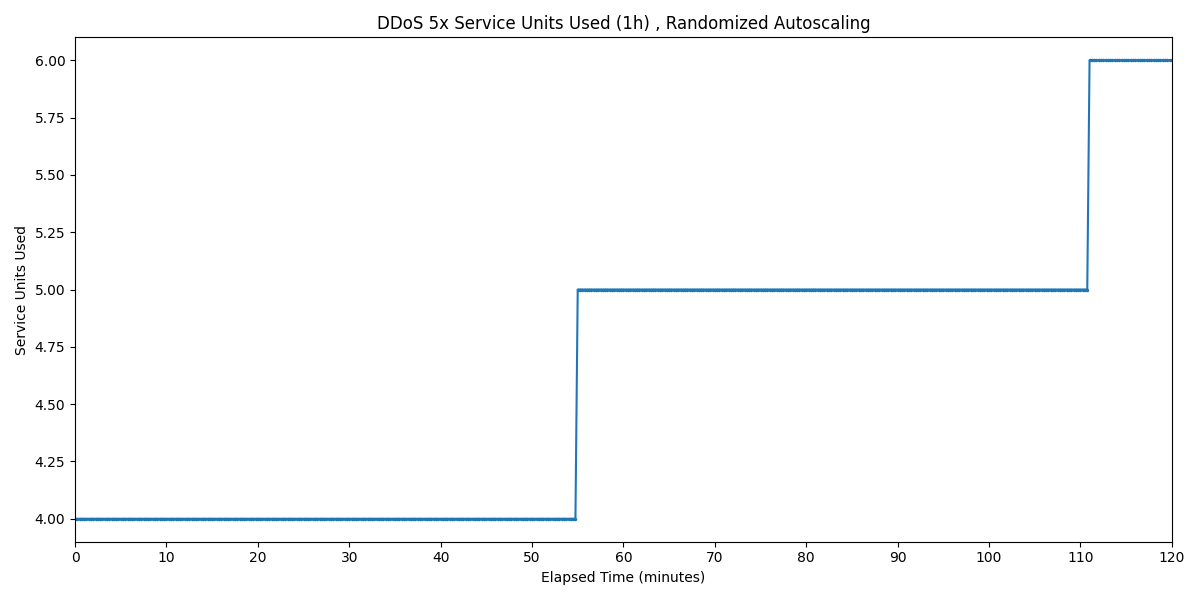 DDoS 5x Service Units Used (1h) , Randomized Autoscaling
6.00
5.75
5.50
5.25
5.00
4.75
4.50
4.25
4.00
Service Units Used
0 10 20 30 40 50 60 70 80 90 100 110 120
Elapsed Time (minutes)